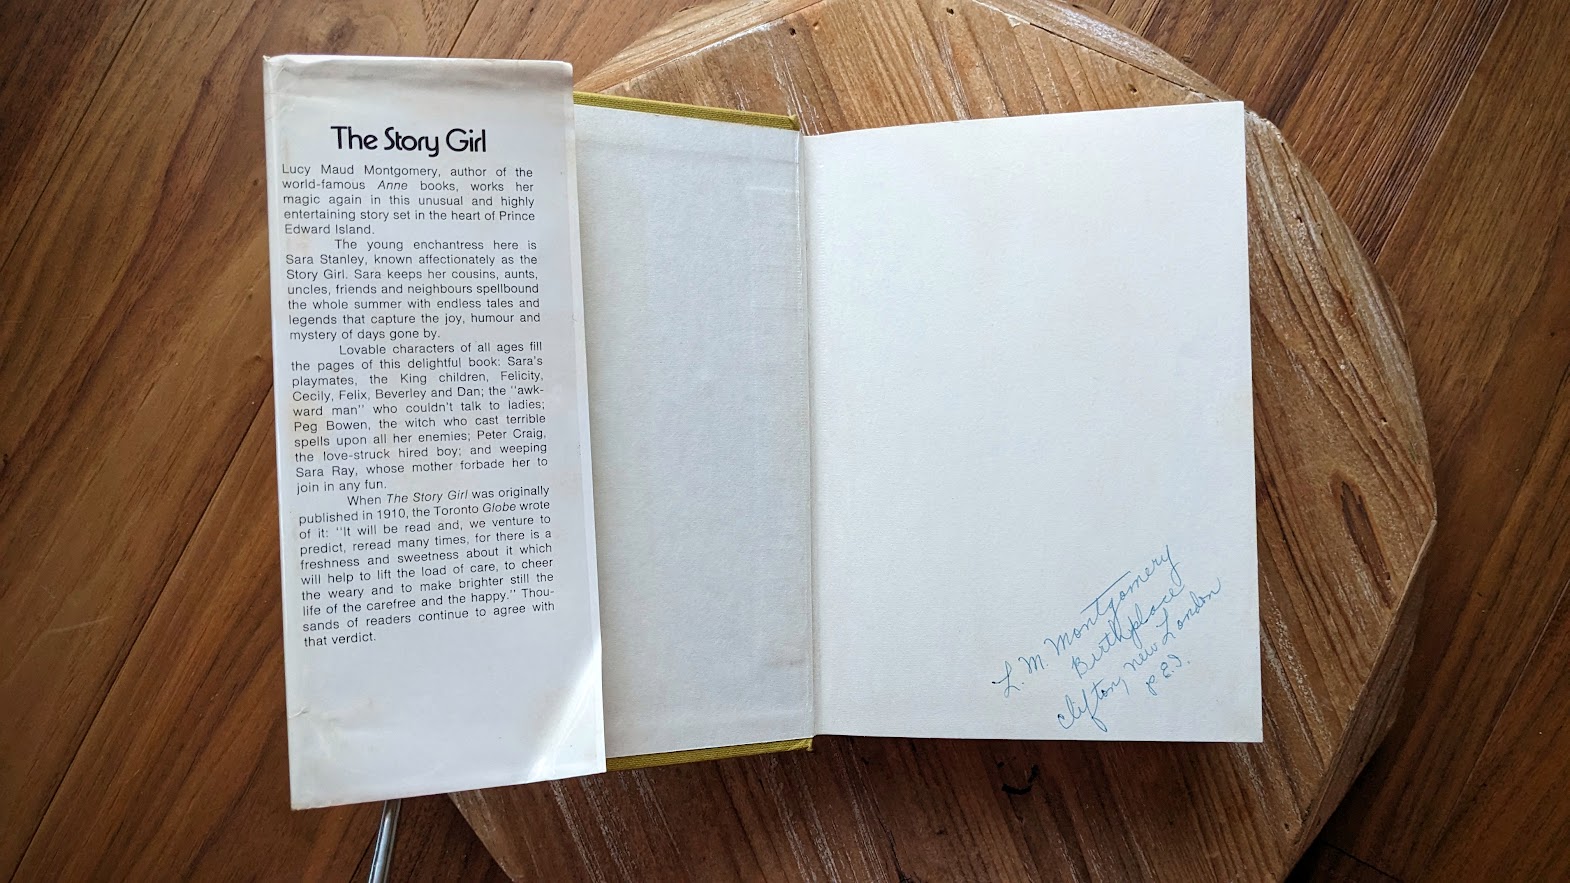 The Story Girl
Lucy Maud Montgomery, author of the
world-famous Anne books, works her
magic again in this unusual and highly
entertaining story set in the heart of Prince
Edward Island.
The young enchantress here is
Sara Stanley, known affectionately as the
Story Girl. Sara keeps her cousins, aunts,
uncles, friends and neighbours spellbound
the whole summer with endless tales and
legends that capture the joy, humour and
mystery of days gone by.
Lovable characters of all ages fill
the pages of this delightful book: Sara's
playmates, the King children, Felicity,
Cecily, Felix, Beverley and Dan; the "awk-
ward man" who couldn't talk to ladies;
Peg Bowen, the witch who cast terrible
spells upon all her enemies; Peter Craig,
the love-struck hired boy; and weeping
Sara Ray, whose mother forbade her to
join in any fun.
When The Story Girl was originally
published in 1910, the Toronto Globe wrote
of it: "It will be read and, we venture to
predict, reread many times, for there is a
freshness and sweetness about it which
will help to lift the load of care, to cheer
the weary and to make brighter still the
life of the carefree and the happy." Thou-
sands of readers continue to agree with
that verdict.
L. M. Montgomery
Birthplace
Clifton, New London
P.E.I.